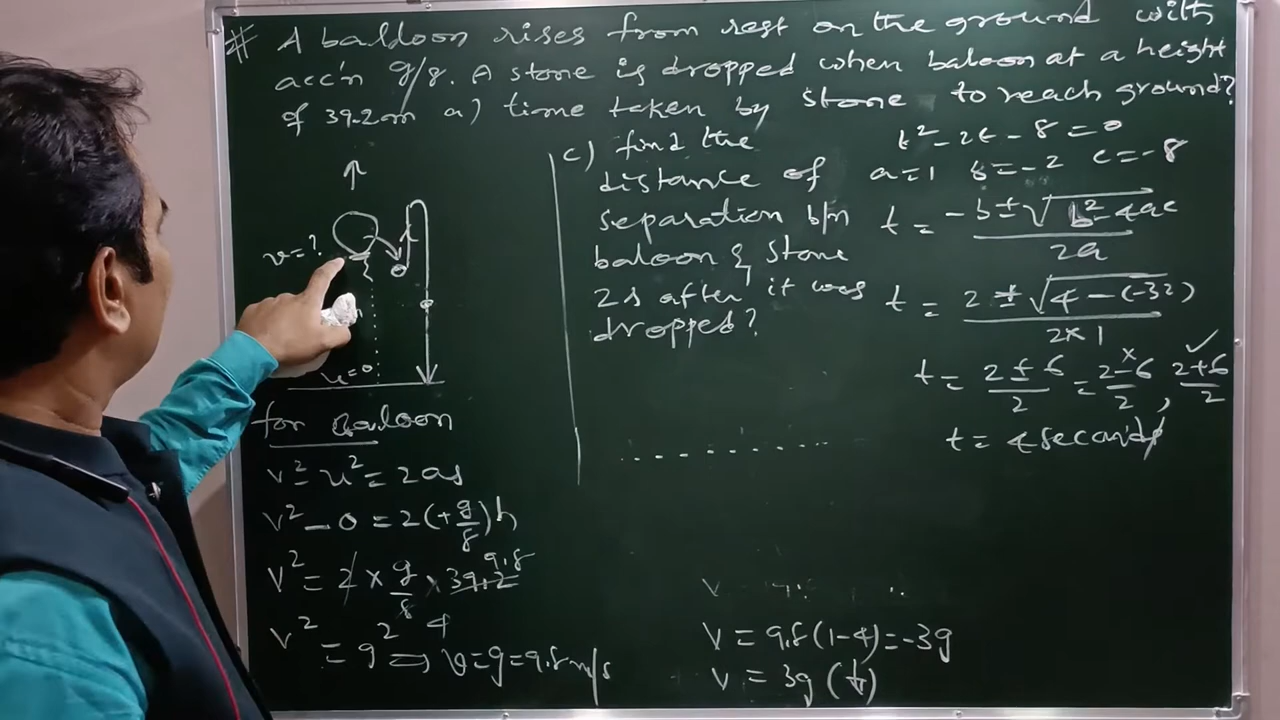 # A balloon rises from rest on the ground with
acc'n g/8. A stone is dropped when baloon at a height
of 39.2m a) time taken by stone to reach ground?
v=?
u=0
for Baloon
v²-u²=2as
v²-0=2(+g/8)h
v²=2×g/8×39.2 9.8
4
v²=g²⇒v=g=9.8m/s
c) find the
distance of
separation b/n
baloon & stone
2s after it was
dropped?
t²-2t-8=0
a=1 b=-2 c=-8
t=-b±√b²-4ac/2a
t=2±√4-(-32)/2×1
t=2±6/2=2-6/2 ×, 2+6/2 ✓
t=4seconds
v=9.8(1-4)=-3g
v=3g(↓)